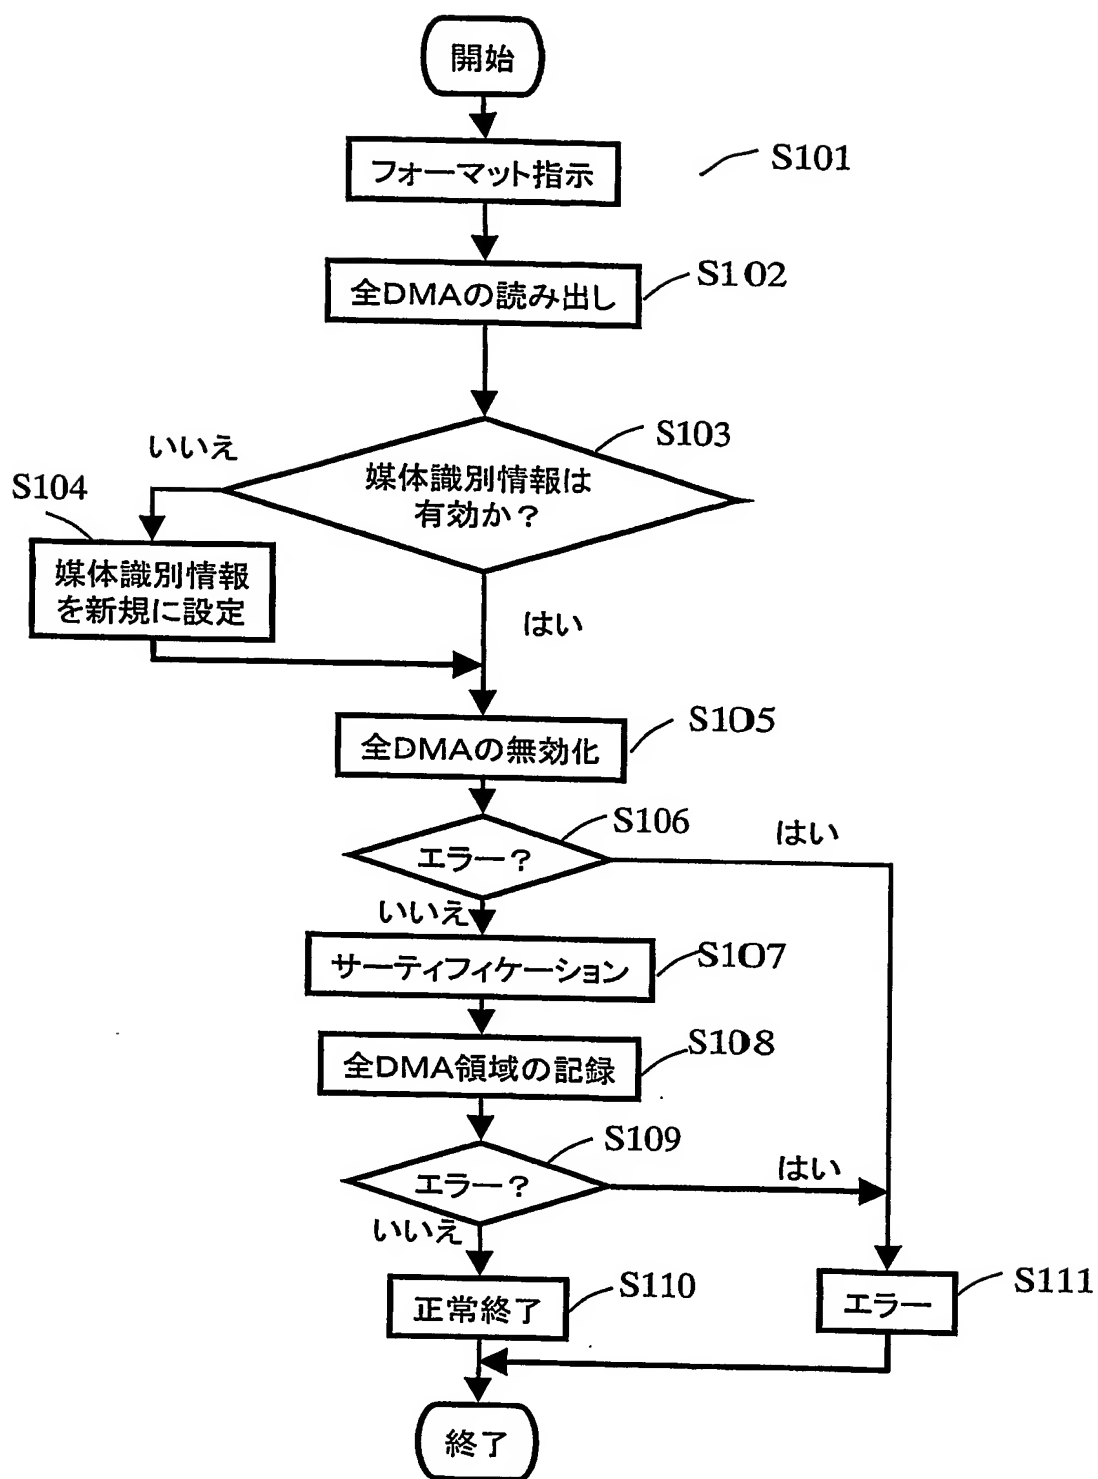 開始
フォーマット指示
S101
全DMAの読み出し
S102
S103
いいえ
媒体識別情報は
有効か?
S104
媒体識別情報
を新規に設定
はい
全DMAの無効化
S105
S106
はい
エラー?
いいえ
サーティフィケーション
S107
全DMA領域の記録
S108
S109
はい
エラー?
いいえ
正常終了
S110
エラー
S111
終了